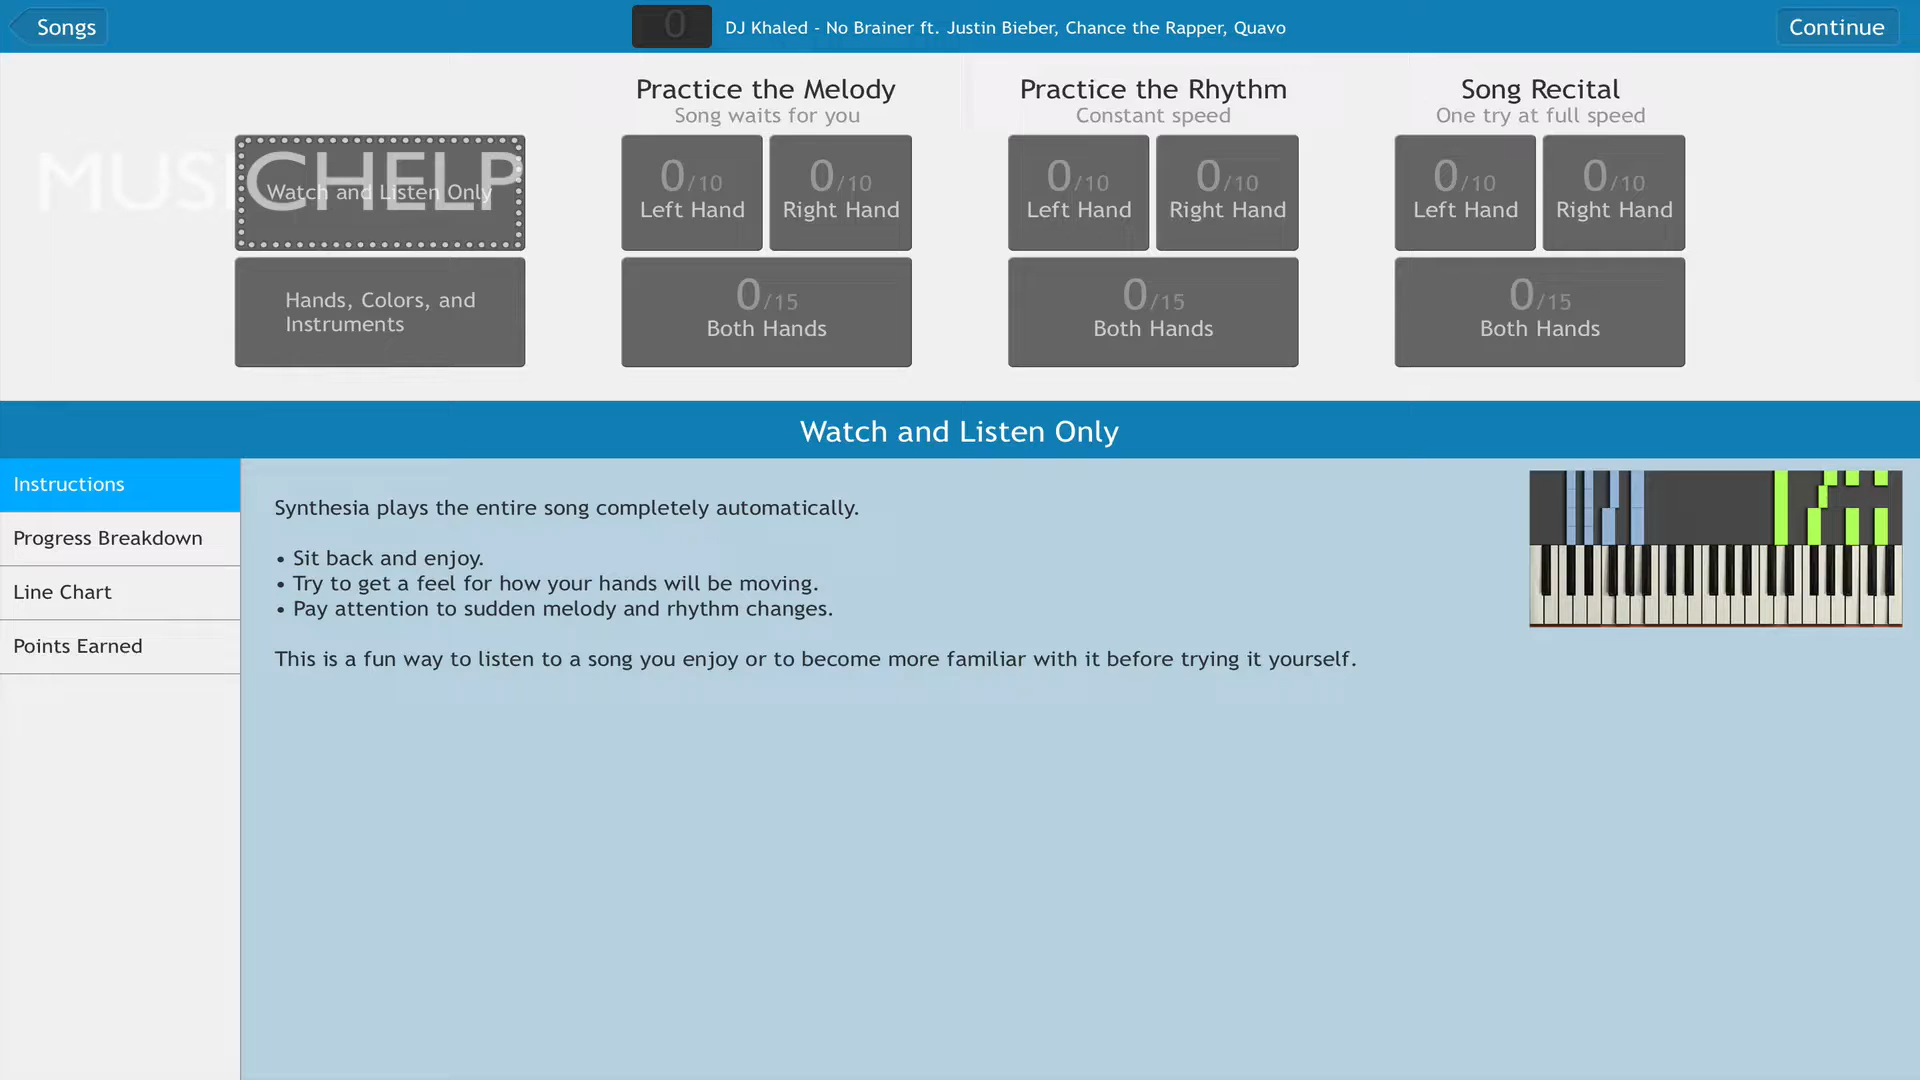 Songs
0
DJ Khaled - No Brainer ft. Justin Bieber, Chance the Rapper, Quavo
Continue
Practice the Melody
Song waits for you
Practice the Rhythm
Constant speed
Song Recital
One try at full speed
MUSICHELP
Watch and Listen Only
0/10
Left Hand
0/10
Right Hand
0/10
Left Hand
0/10
Right Hand
0/10
Left Hand
0/10
Right Hand
Hands, Colors, and
Instruments
0/15
Both Hands
0/15
Both Hands
0/15
Both Hands
Watch and Listen Only
Instructions
Progress Breakdown
Line Chart
Points Earned
Synthesia plays the entire song completely automatically.
• Sit back and enjoy.
• Try to get a feel for how your hands will be moving.
• Pay attention to sudden melody and rhythm changes.
This is a fun way to listen to a song you enjoy or to become more familiar with it before trying it yourself.